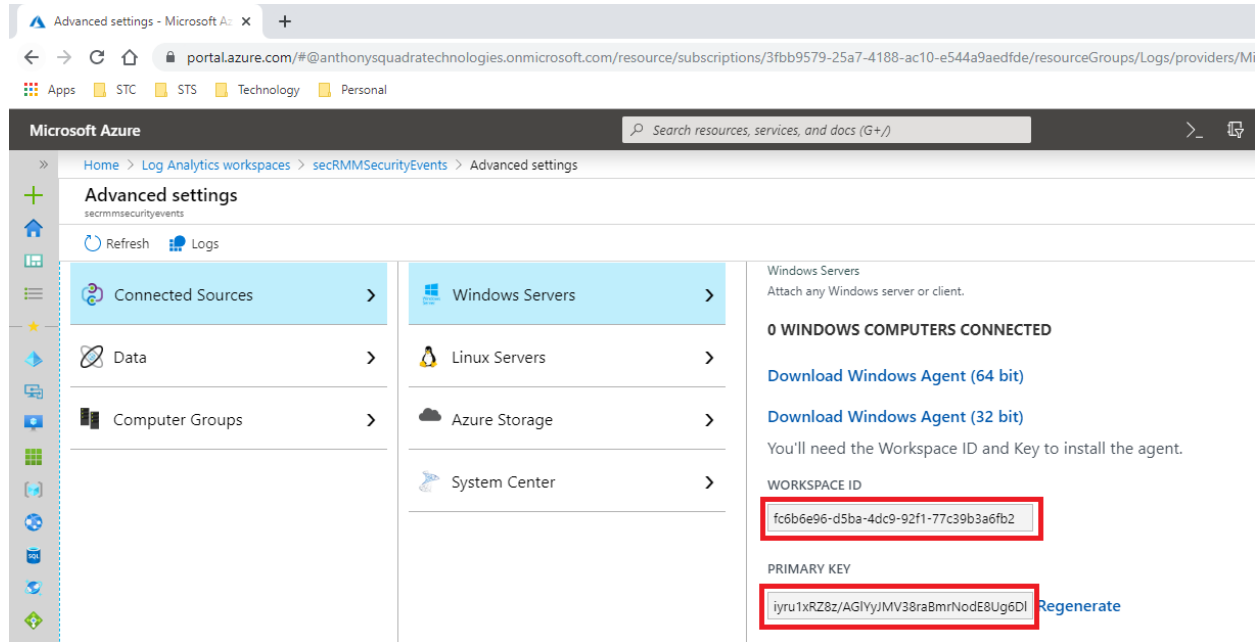 Advanced settings - Microsoft Az
portal.azure.com/#@anthonysquadratechnologies.onmicrosoft.com/resource/subscriptions/3fbb9579-25a7-4188-ac10-e544a9aedfde/resourceGroups/Logs/providers/Mi
Apps STC STS Technology Personal
Microsoft Azure
Search resources, services, and docs (G+/)
Home > Log Analytics workspaces > secRMMSecurityEvents > Advanced settings
Advanced settings
secrmmsecurityevents
Refresh Logs
Connected Sources
Data
Computer Groups
Windows Servers
Linux Servers
Azure Storage
System Center
Windows Servers
Attach any Windows server or client.
0 WINDOWS COMPUTERS CONNECTED
Download Windows Agent (64 bit)
Download Windows Agent (32 bit)
You'll need the Workspace ID and Key to install the agent.
WORKSPACE ID
fc6b6e96-d5ba-4dc9-92f1-77c39b3a6fb2
PRIMARY KEY
iyru1xRZ8z/AGlYyJMV38raBmrNodE8Ug6Dl Regenerate